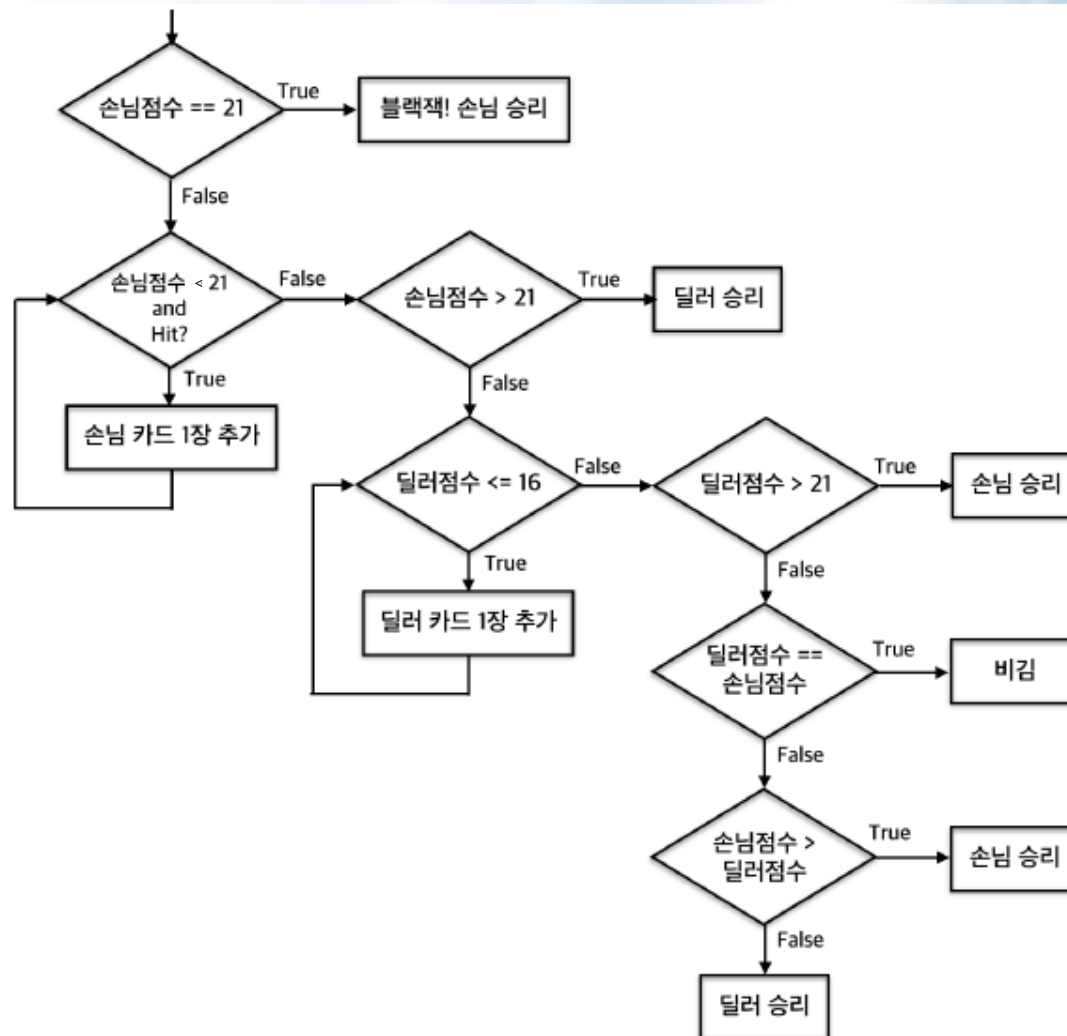 손님점수 == 21
True
블랙잭! 손님 승리
False
손님점수 < 21
and
Hit?
False
손님점수 > 21
True
딜러 승리
True
False
손님 카드 1장 추가
딜러점수 <= 16
False
딜러점수 > 21
True
손님 승리
True
False
딜러 카드 1장 추가
딜러점수 ==
손님점수
True
비김
False
손님점수 >
딜러점수
True
손님 승리
False
딜러 승리